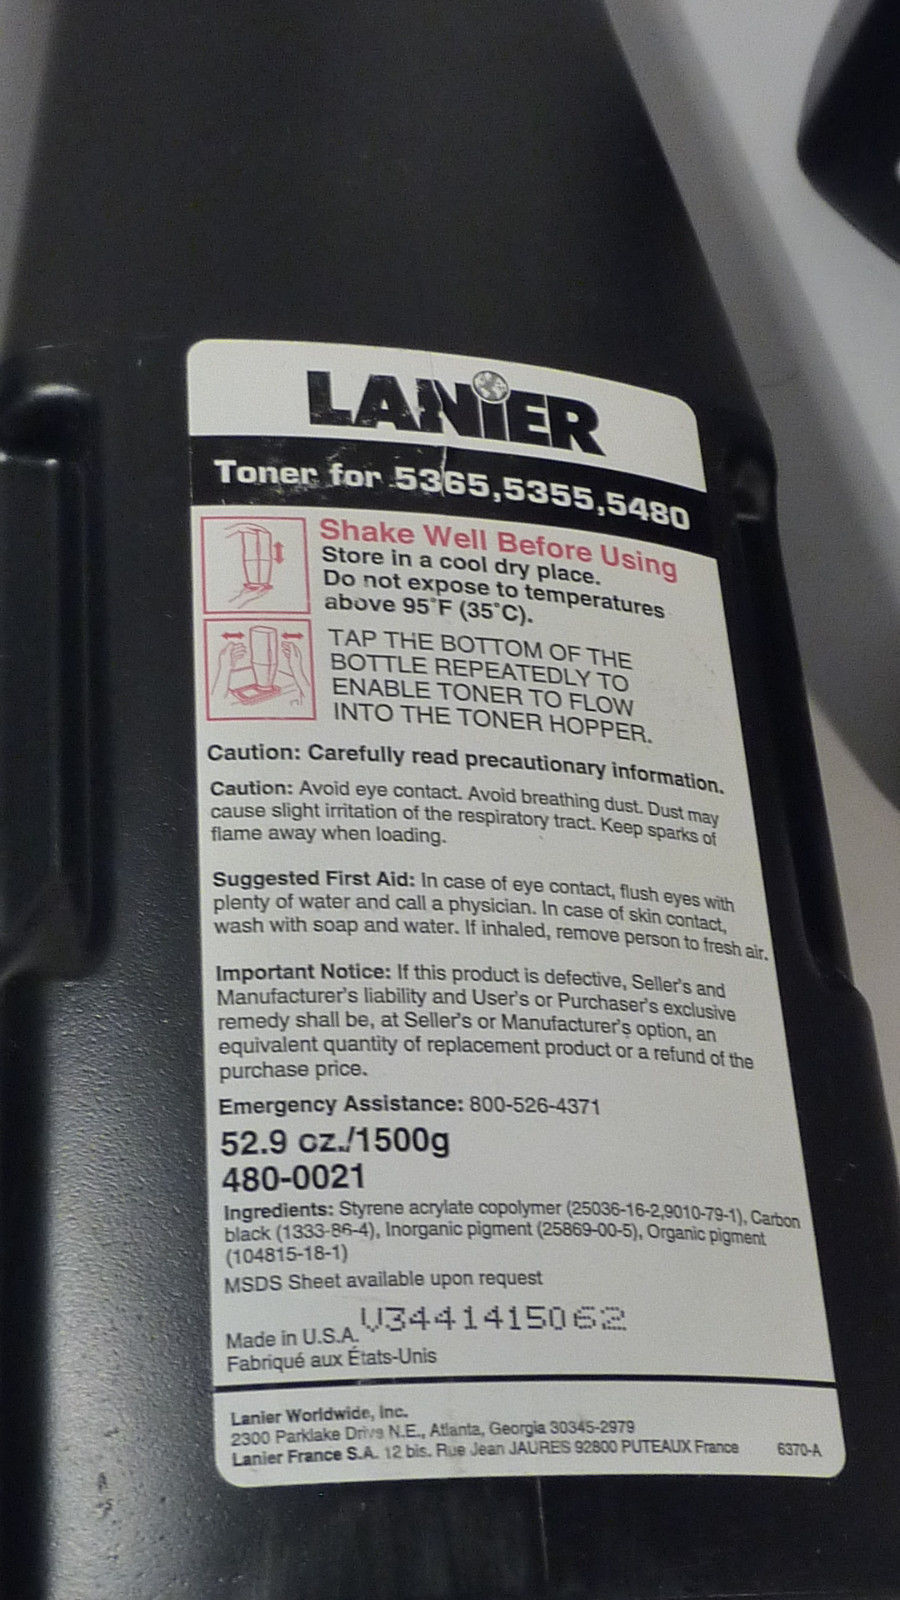 LANIER
Toner for 5365,5355,5480
Shake Well Before Using
Store in a cool dry place.
Do not expose to temperatures
above 95°F (35°C).
TAP THE BOTTOM OF THE
BOTTLE REPEATEDLY TO
ENABLE TONER TO FLOW
INTO THE TONER HOPPER.
Caution: Carefully read precautionary information.
Caution: Avoid eye contact. Avoid breathing dust. Dust may
cause slight irritation of the respiratory tract. Keep sparks of
flame away when loading.
Suggested First Aid: In case of eye contact, flush eyes with
plenty of water and call a physician. In case of skin contact,
wash with soap and water. If inhaled, remove person to fresh air.
Important Notice: If this product is defective, Seller's and
Manufacturer's liability and User's or Purchaser's exclusive
remedy shall be, at Seller's or Manufacturer's option, an
equivalent quantity of replacement product or a refund of the
purchase price.
Emergency Assistance: 800-526-4371
52.9 oz./1500g
480-0021
Ingredients: Styrene acrylate copolymer (25036-16-2,9010-79-1), Carbon
black (1333-86-4), Inorganic pigment (25869-00-5), Organic pigment
(104815-18-1)
MSDS Sheet available upon request
V3441415062
Made in U.S.A.
Fabriqué aux États-Unis
Lanier Worldwide, Inc.
2300 Parklake Drive N.E., Atlanta, Georgia 30345-2979
Lanier France S.A. 12 bis. Rue Jean JAURES 92800 PUTEAUX France 6370-A